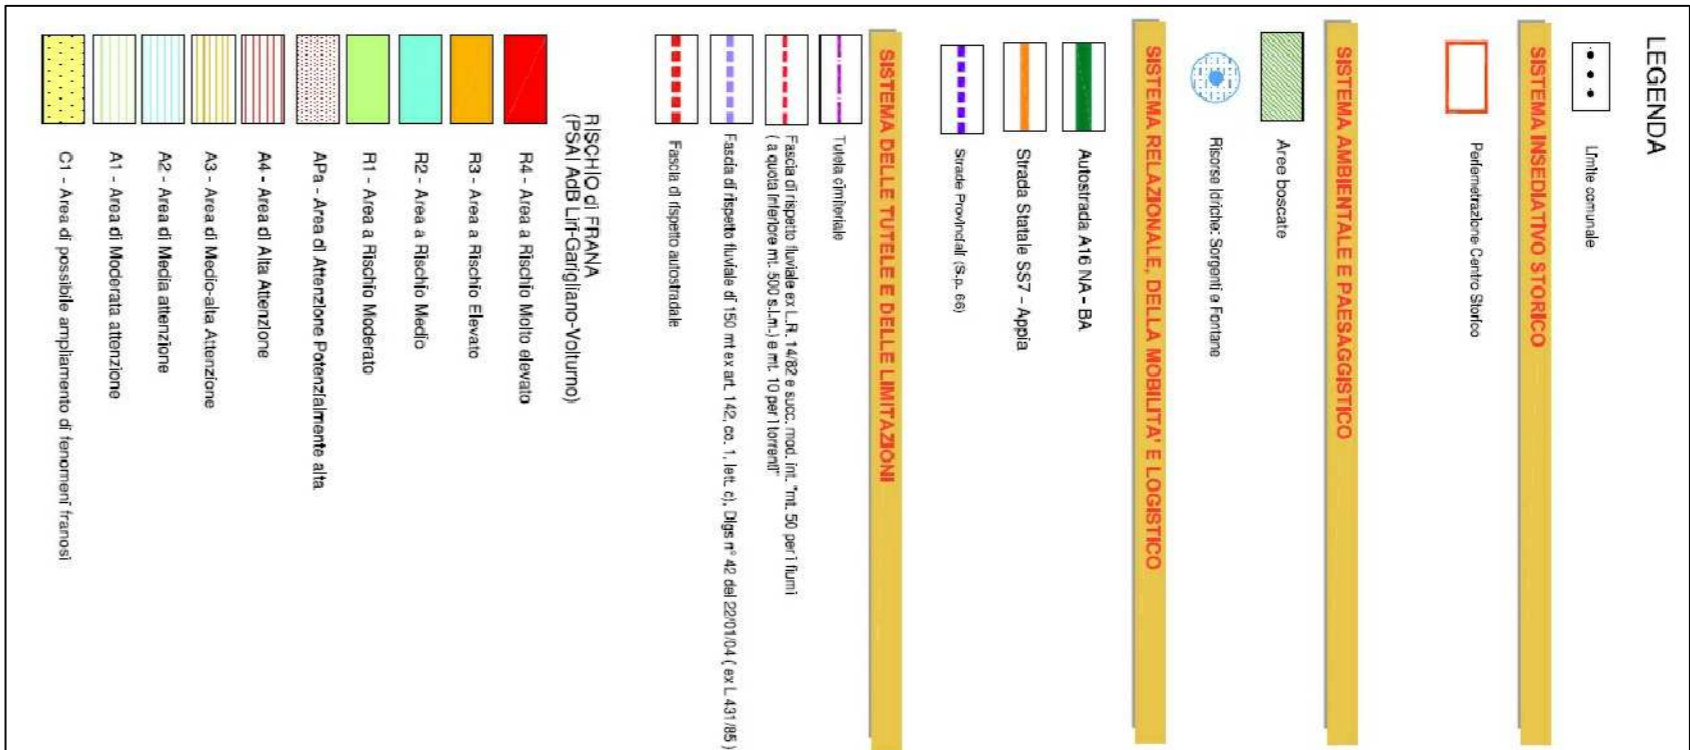 LEGENDA
Limite comunale
SISTEMA INSEDIATIVO STORICO
Perimetrazione Centro Storico
SISTEMA AMBIENTALE E PAESAGGISTICO
Aree boscate
Risorse Idriche: Sorgenti e Fontane
SISTEMA RELAZIONALE, DELLA MOBILITA' E LOGISTICO
Autostrada A16 NA - BA
Strada Statale SS7 - Appia
Strade Provinciali (S.p. 66)
SISTEMA DELLE TUTELE E DELLE LIMITAZIONI
Tutela cimiteriale
Fascia di rispetto fluviale ex L.R. 14/82 e succ. mod. int. "mt. 50 per i fiumi
( a quota inferiore mt. 500 s.l.m.) e mt. 10 per i torrenti"
Fascia di rispetto fluviale di 150 mt ex art. 142, co. 1, lett. c), Dlgs n° 42 del 22/01/04 ( ex L. 431/85 )
Fascia di rispetto autostradale
RISCHIO di FRANA
(PSAI AdB Liri-Garigliano-Volturno)
R4 - Area a Rischio Molto elevato
R3 - Area a Rischio Elevato
R2 - Area a Rischio Medio
R1 - Area a Rischio Moderato
APa - Area di Attenzione Potenzialmente alta
A4 - Area di Alta Attenzione
A3 - Area di Medio-alta Attenzione
A2 - Area di Media attenzione
A1 - Area di Moderata attenzione
C1 - Area di possibile ampliamento di fenomeni franosi